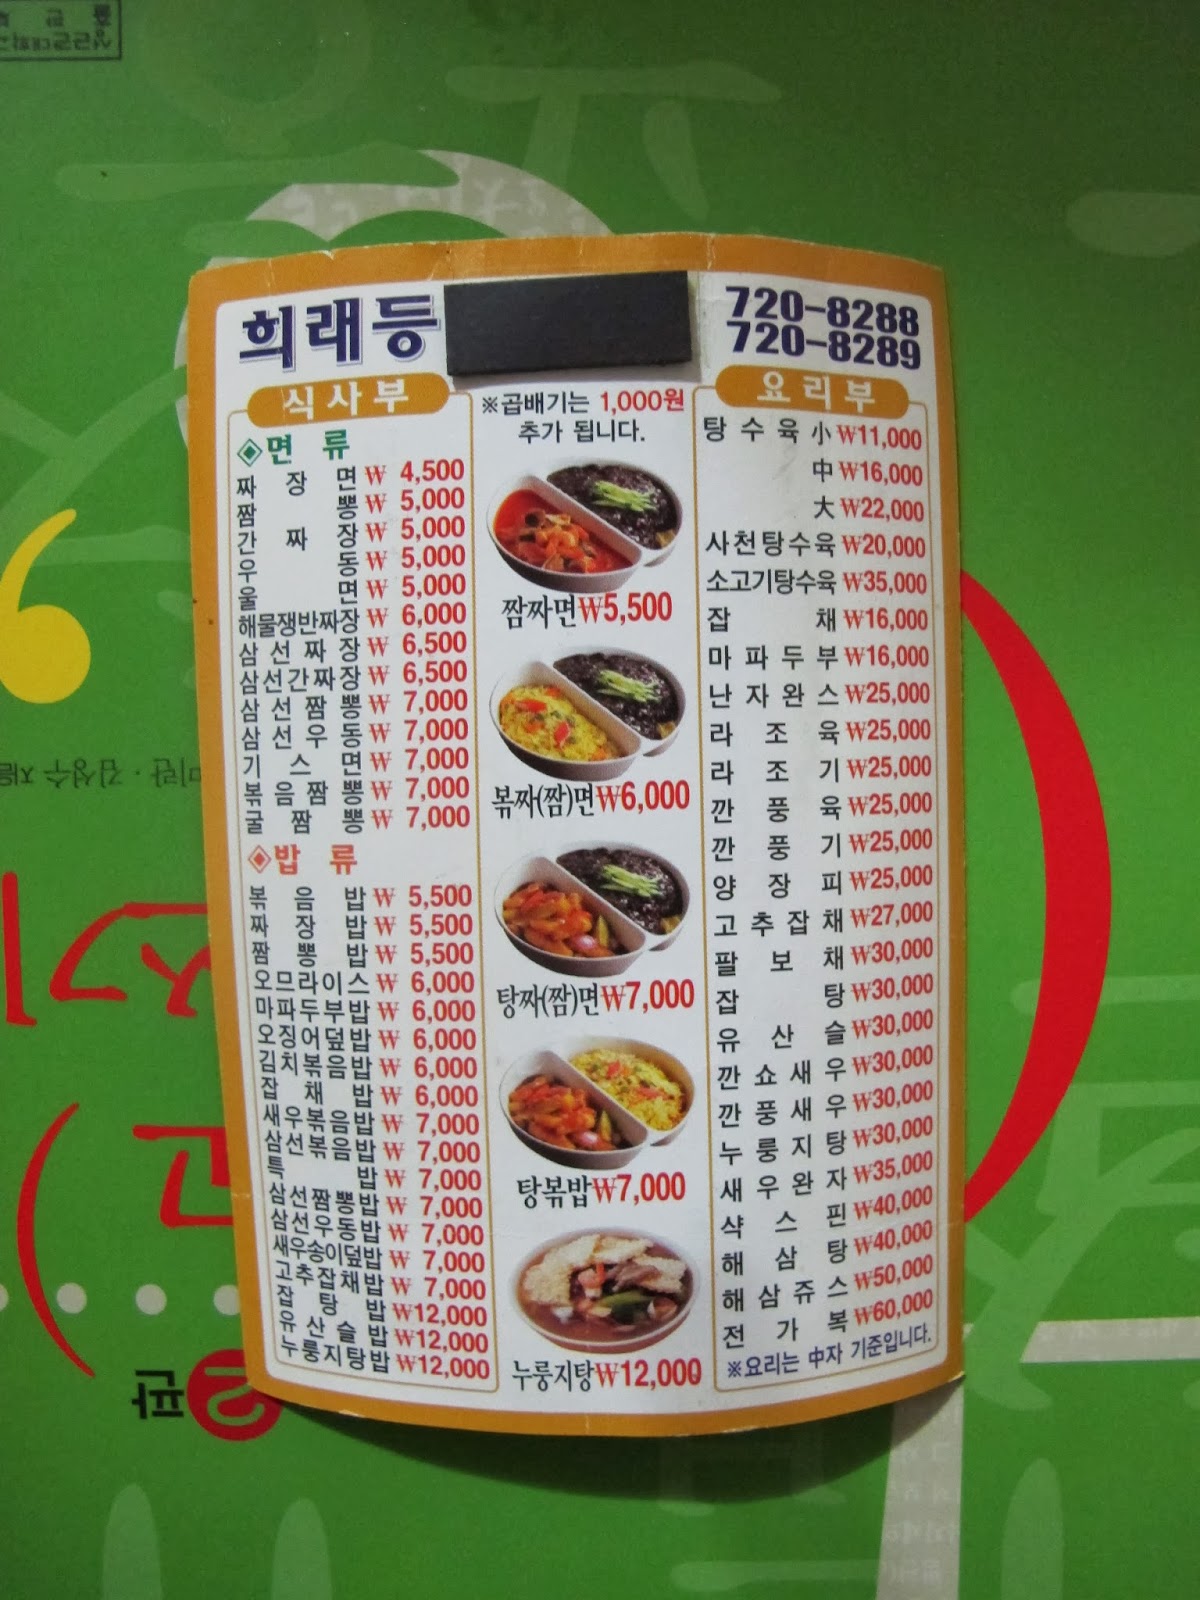 희래등
720-8288
720-8289
식사부
◈면 류
짜장면 ₩ 4,500
짬뽕 ₩ 5,000
간짜장 ₩ 5,000
우동 ₩ 5,000
울면 ₩ 5,000
해물쟁반짜장 ₩ 6,000
삼선짜장 ₩ 6,500
삼선간짜장 ₩ 6,500
삼선짬뽕 ₩ 7,000
삼선우동 ₩ 7,000
기스면 ₩ 7,000
볶음짬뽕 ₩ 7,000
굴짬뽕 ₩ 7,000
◈밥 류
볶음밥 ₩ 5,500
짜장밥 ₩ 5,500
짬뽕밥 ₩ 5,500
오므라이스 ₩ 6,000
마파두부밥 ₩ 6,000
오징어덮밥 ₩ 6,000
김치볶음밥 ₩ 6,000
잡채밥 ₩ 6,000
새우볶음밥 ₩ 7,000
삼선볶음밥 ₩ 7,000
특밥 ₩ 7,000
삼선짬뽕밥 ₩ 7,000
삼선우동밥 ₩ 7,000
새우송이덮밥 ₩ 7,000
고추잡채밥 ₩ 7,000
잡탕밥 ₩12,000
유산슬밥 ₩12,000
누룽지탕밥 ₩12,000
※곱배기는 1,000원
추가 됩니다.
짬짜면₩5,500
볶짜(짬)면₩6,000
탕짜(짬)면₩7,000
탕볶밥₩7,000
누룽지탕₩12,000
요리부
탕수육 小 ₩11,000
中 ₩16,000
大 ₩22,000
사천탕수육 ₩20,000
소고기탕수육 ₩35,000
잡채 ₩16,000
마파두부 ₩16,000
난자완스 ₩25,000
라조육 ₩25,000
라조기 ₩25,000
깐풍육 ₩25,000
깐풍기 ₩25,000
양장피 ₩25,000
고추잡채 ₩27,000
팔보채 ₩30,000
잡탕 ₩30,000
유산슬 ₩30,000
깐쇼새우 ₩30,000
깐풍새우 ₩30,000
누룽지탕 ₩30,000
새우완자 ₩35,000
샥스핀 ₩40,000
해삼탕 ₩40,000
해삼쥬스 ₩50,000
전가복 ₩60,000
※요리는 中자 기준입니다.
김성수 지음
2판